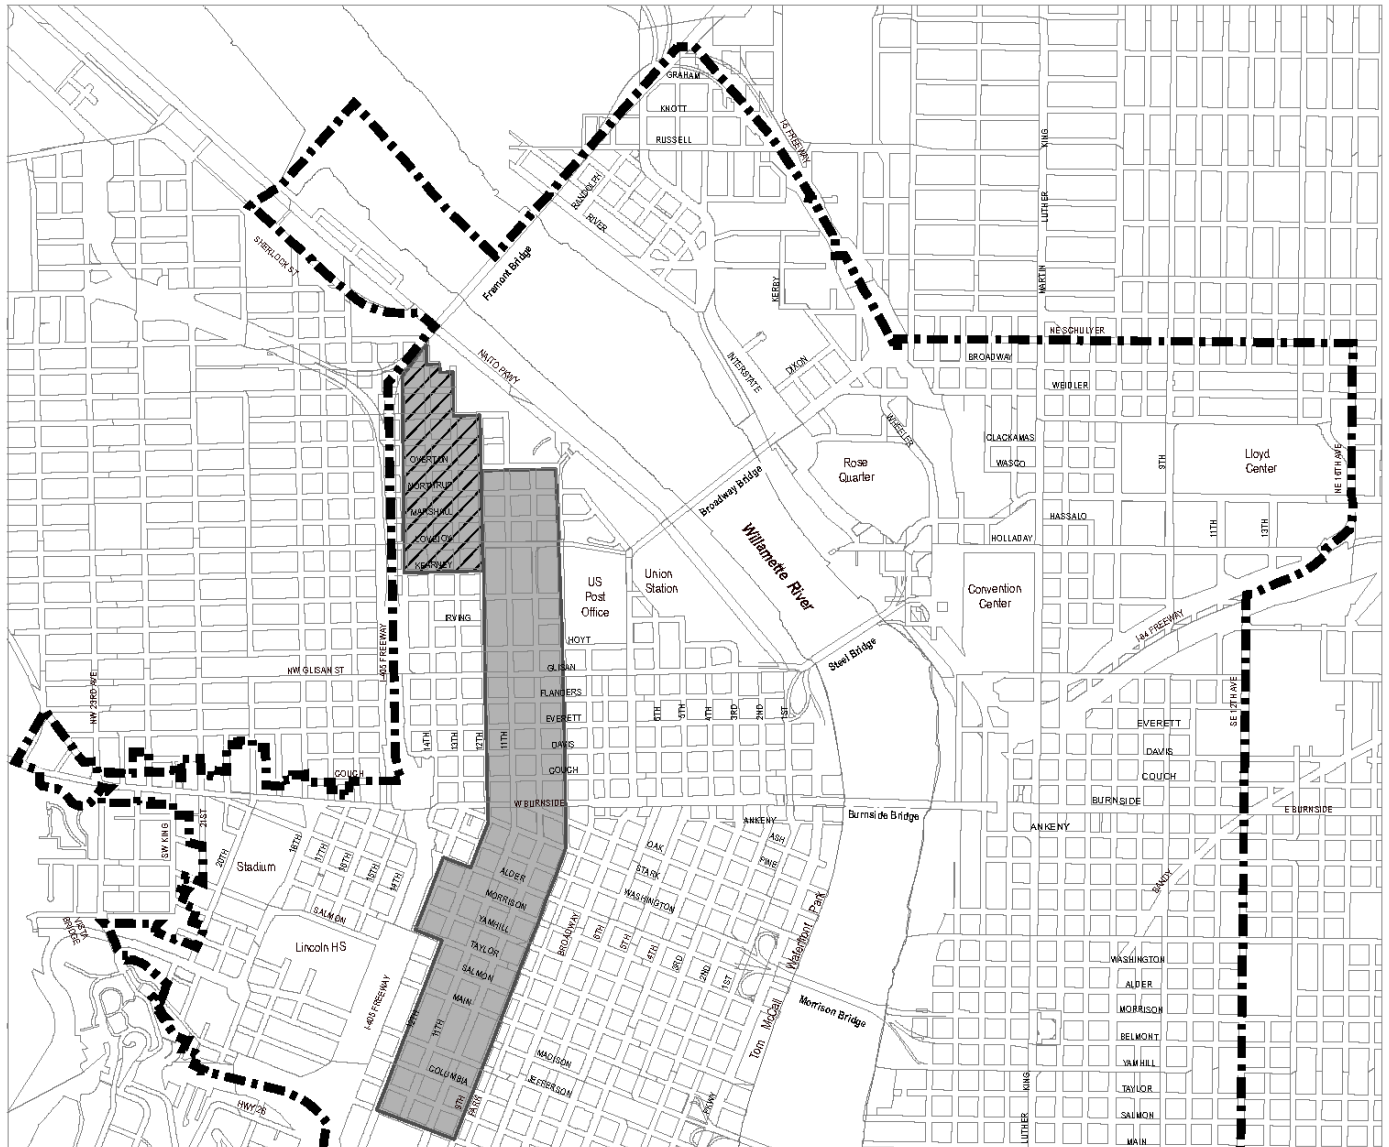 GRAHAM
KNOTT
RUSSELL
I-5 FREEWAY
KING
LUTHER
MARTIN
RANDOLPH
RIVER
SHERLOCK ST
Fremont Bridge
KERBY
NAITO PKWY
INTERSTATE
DIXON
NE SCHULYER
BROADWAY
WEIDLER
WHEELER
CLACKAMAS
WASCO
9TH
Lloyd
Center
NE 16TH AVE
Rose
Quarter
Broadway Bridge
OVERTON
NORTHRUP
MARSHALL
LOVEJOY
KEARNEY
Willamette River
HASSALO
HOLLADAY
11TH
13TH
US
Post
Office
Union
Station
Convention
Center
IRVING
HOYT
I-405 FREEWAY
NW GLISAN ST
GLISAN
Steel Bridge
I-84 FREEWAY
NW 23RD AVE
FLANDERS
EVERETT
DAVIS
COUCH
14TH
13TH
12TH
11TH
6TH
5TH
4TH
3RD
2ND
1ST
SE 12TH AVE
EVERETT
DAVIS
COUCH
COUCH
W BURNSIDE
Burnside Bridge
BURNSIDE
E BURNSIDE
ANKENY
ANKENY
ASH
PINE
OAK
STARK
WASHINGTON
SW KING
21ST
20TH
Stadium
18TH
17TH
16TH
15TH
14TH
SALMON
ALDER
MORRISON
YAMHILL
TAYLOR
SALMON
MAIN
BROADWAY
6TH
5TH
4TH
3RD
2ND
1ST
SANDY
VISTA
BRIDGE
Lincoln HS
I-405 FREEWAY
12TH
11TH
Tom McCall Waterfront Park
Morrison Bridge
WASHINGTON
ALDER
MORRISON
BELMONT
YAMHILL
TAYLOR
SALMON
MAIN
KING
LUTHER
MADISON
JEFFERSON
COLUMBIA
9TH
PARK
PKWY
HWY 26